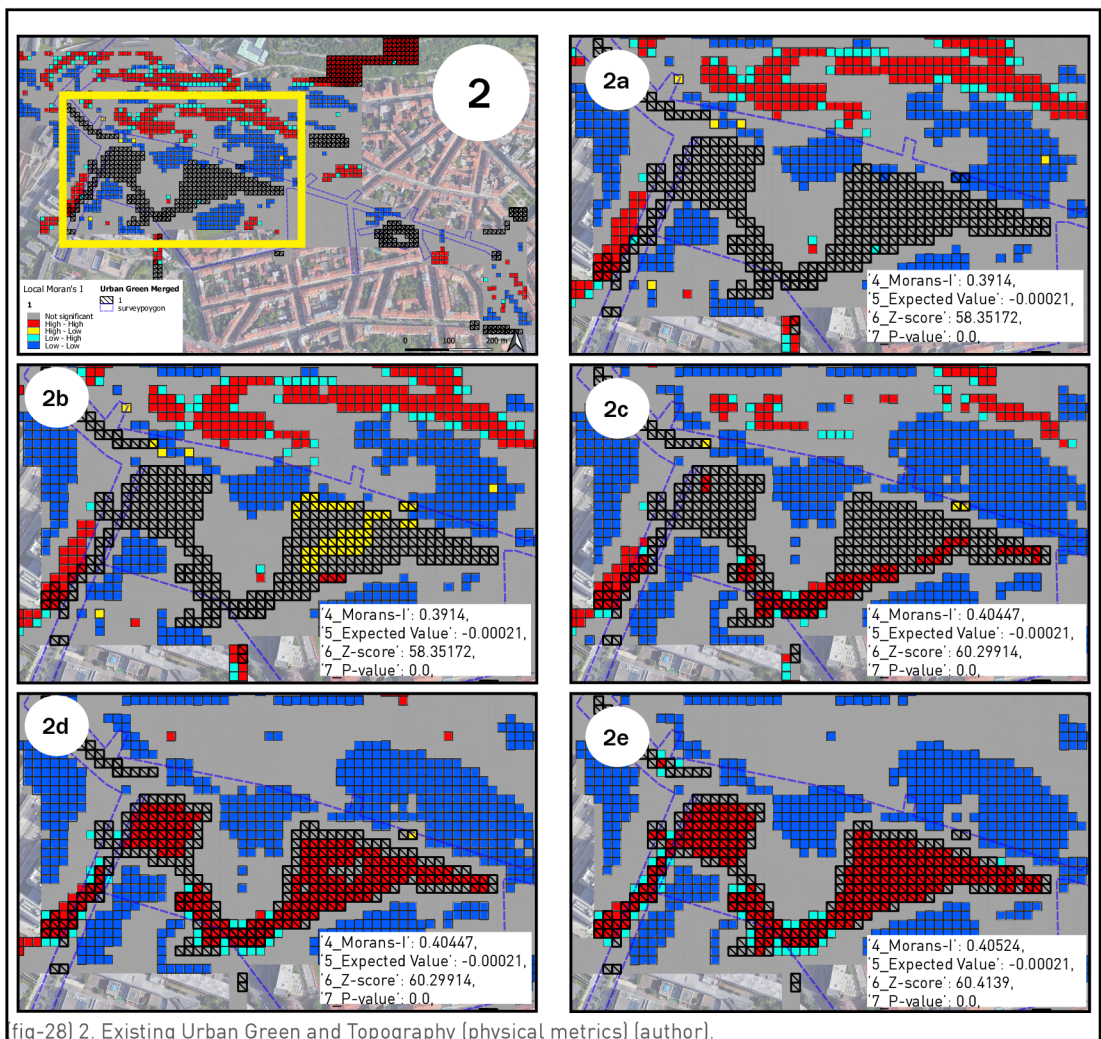 2
Local Moran's I
1
Not significant
High - High
High - Low
Low - High
Low - Low
Urban Green Merged
1
surveypoygon
0 100 200 m
2a
'4_Morans-I': 0.3914,
'5_Expected Value': -0.00021,
'6_Z-score': 58.35172,
'7_P-value': 0.0,
2b
'4_Morans-I': 0.3914,
'5_Expected Value': -0.00021,
'6_Z-score': 58.35172,
'7_P-value': 0.0,
2c
'4_Morans-I': 0.40447,
'5_Expected Value': -0.00021,
'6_Z-score': 60.29914,
'7_P-value': 0.0,
2d
'4_Morans-I': 0.40447,
'5_Expected Value': -0.00021,
'6_Z-score': 60.29914,
'7_P-value': 0.0,
2e
'4_Morans-I': 0.40524,
'5_Expected Value': -0.00021,
'6_Z-score': 60.4139,
'7_P-value': 0.0,
(fig-28) 2. Existing Urban Green and Topography (physical metrics) (author).